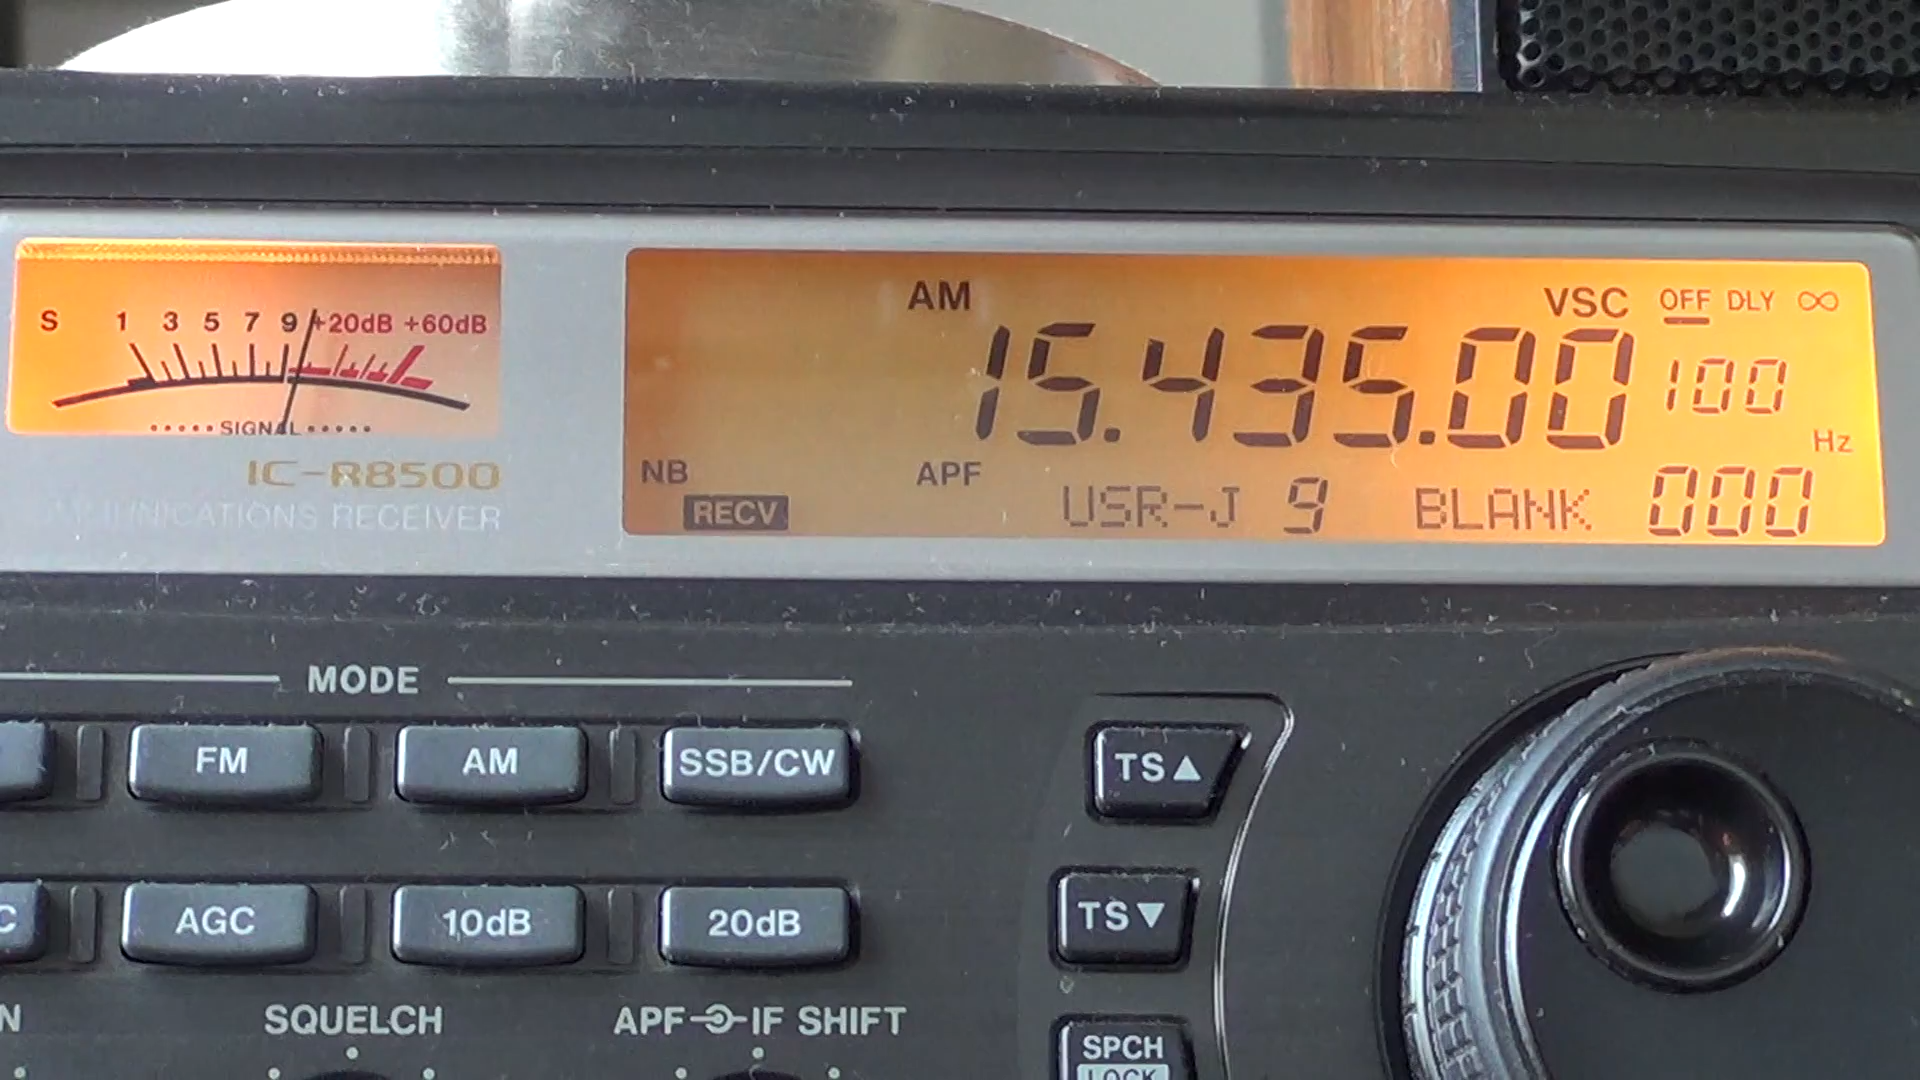 S 1 3 5 7 9 +20dB +60dB
SIGNAL
IC-R8500
COMMUNICATIONS RECEIVER
AM VSC OFF DLY ∞
15.435.00 100
Hz
NB APF
RECV USR-J 9 BLANK 000
MODE
FM AM SSB/CW TS▲
AGC 10dB 20dB TS▼
SQUELCH APF IF SHIFT
SPCH
LOCK